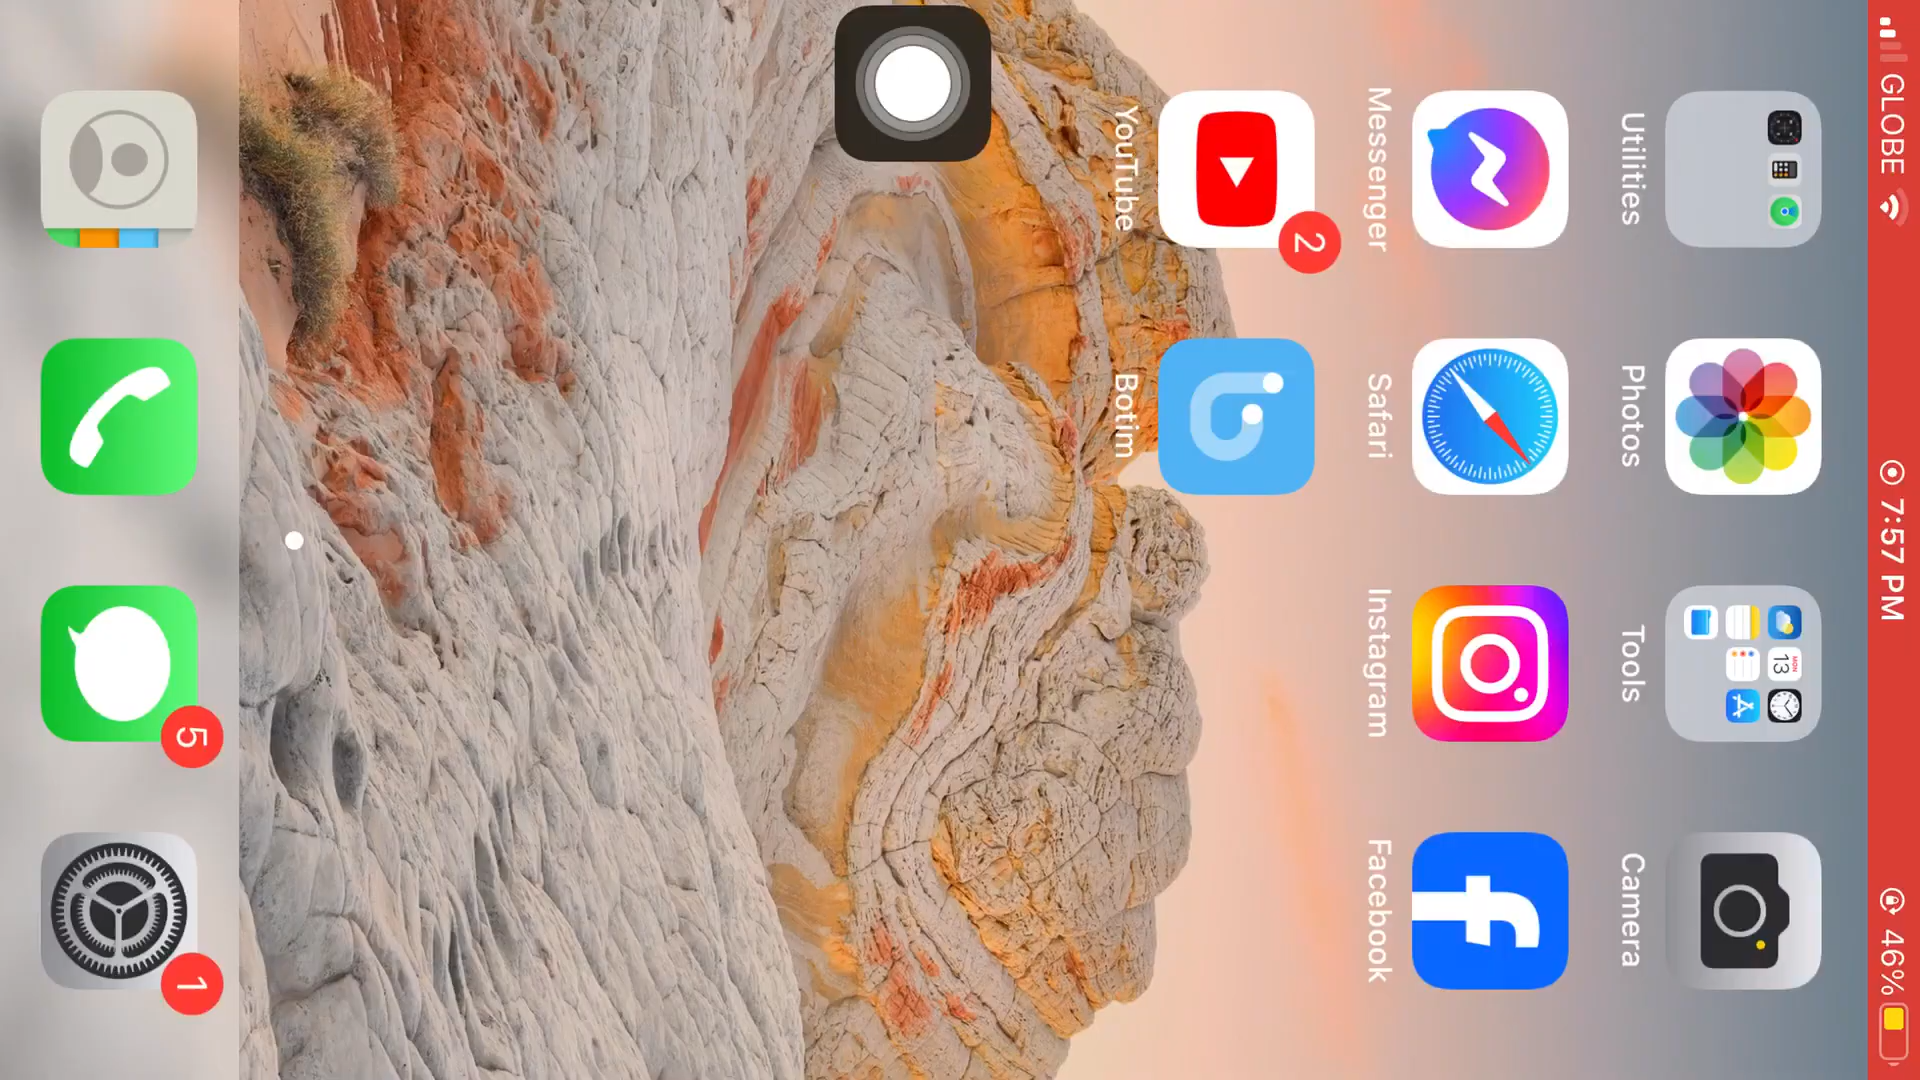 GLOBE 7:57 PM 46%
MON
13
Utilities Photos Tools Camera
Messenger Safari Instagram Facebook
2
YouTube Botim
5 1